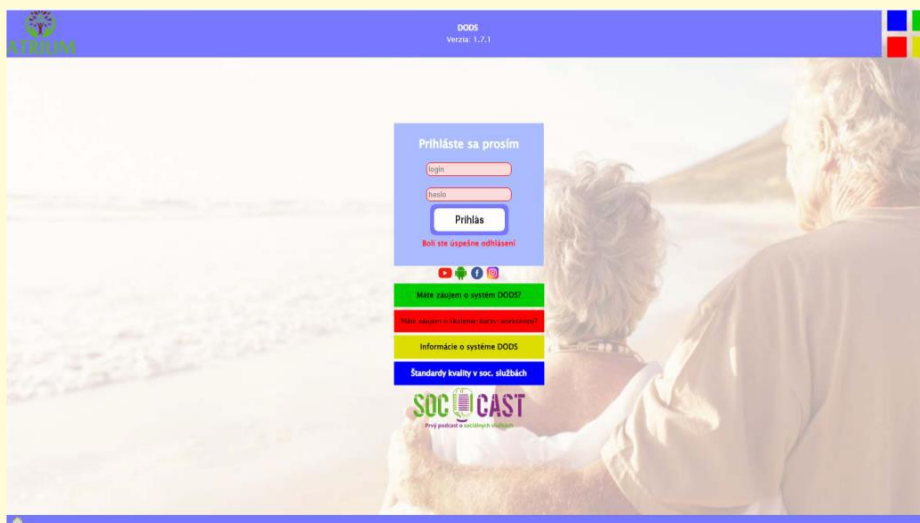 ATRIUM
DODS
Verzia: 1.7.1
Prihláste sa prosím
login
heslo
Prihlás
Boli ste úspešne odhlásení
Máte záujem o systém DODS?
Informácie o systéme DODS
Štandardy kvality v soc. službách
SOC CAST
Prvý podcast o sociálnych službách